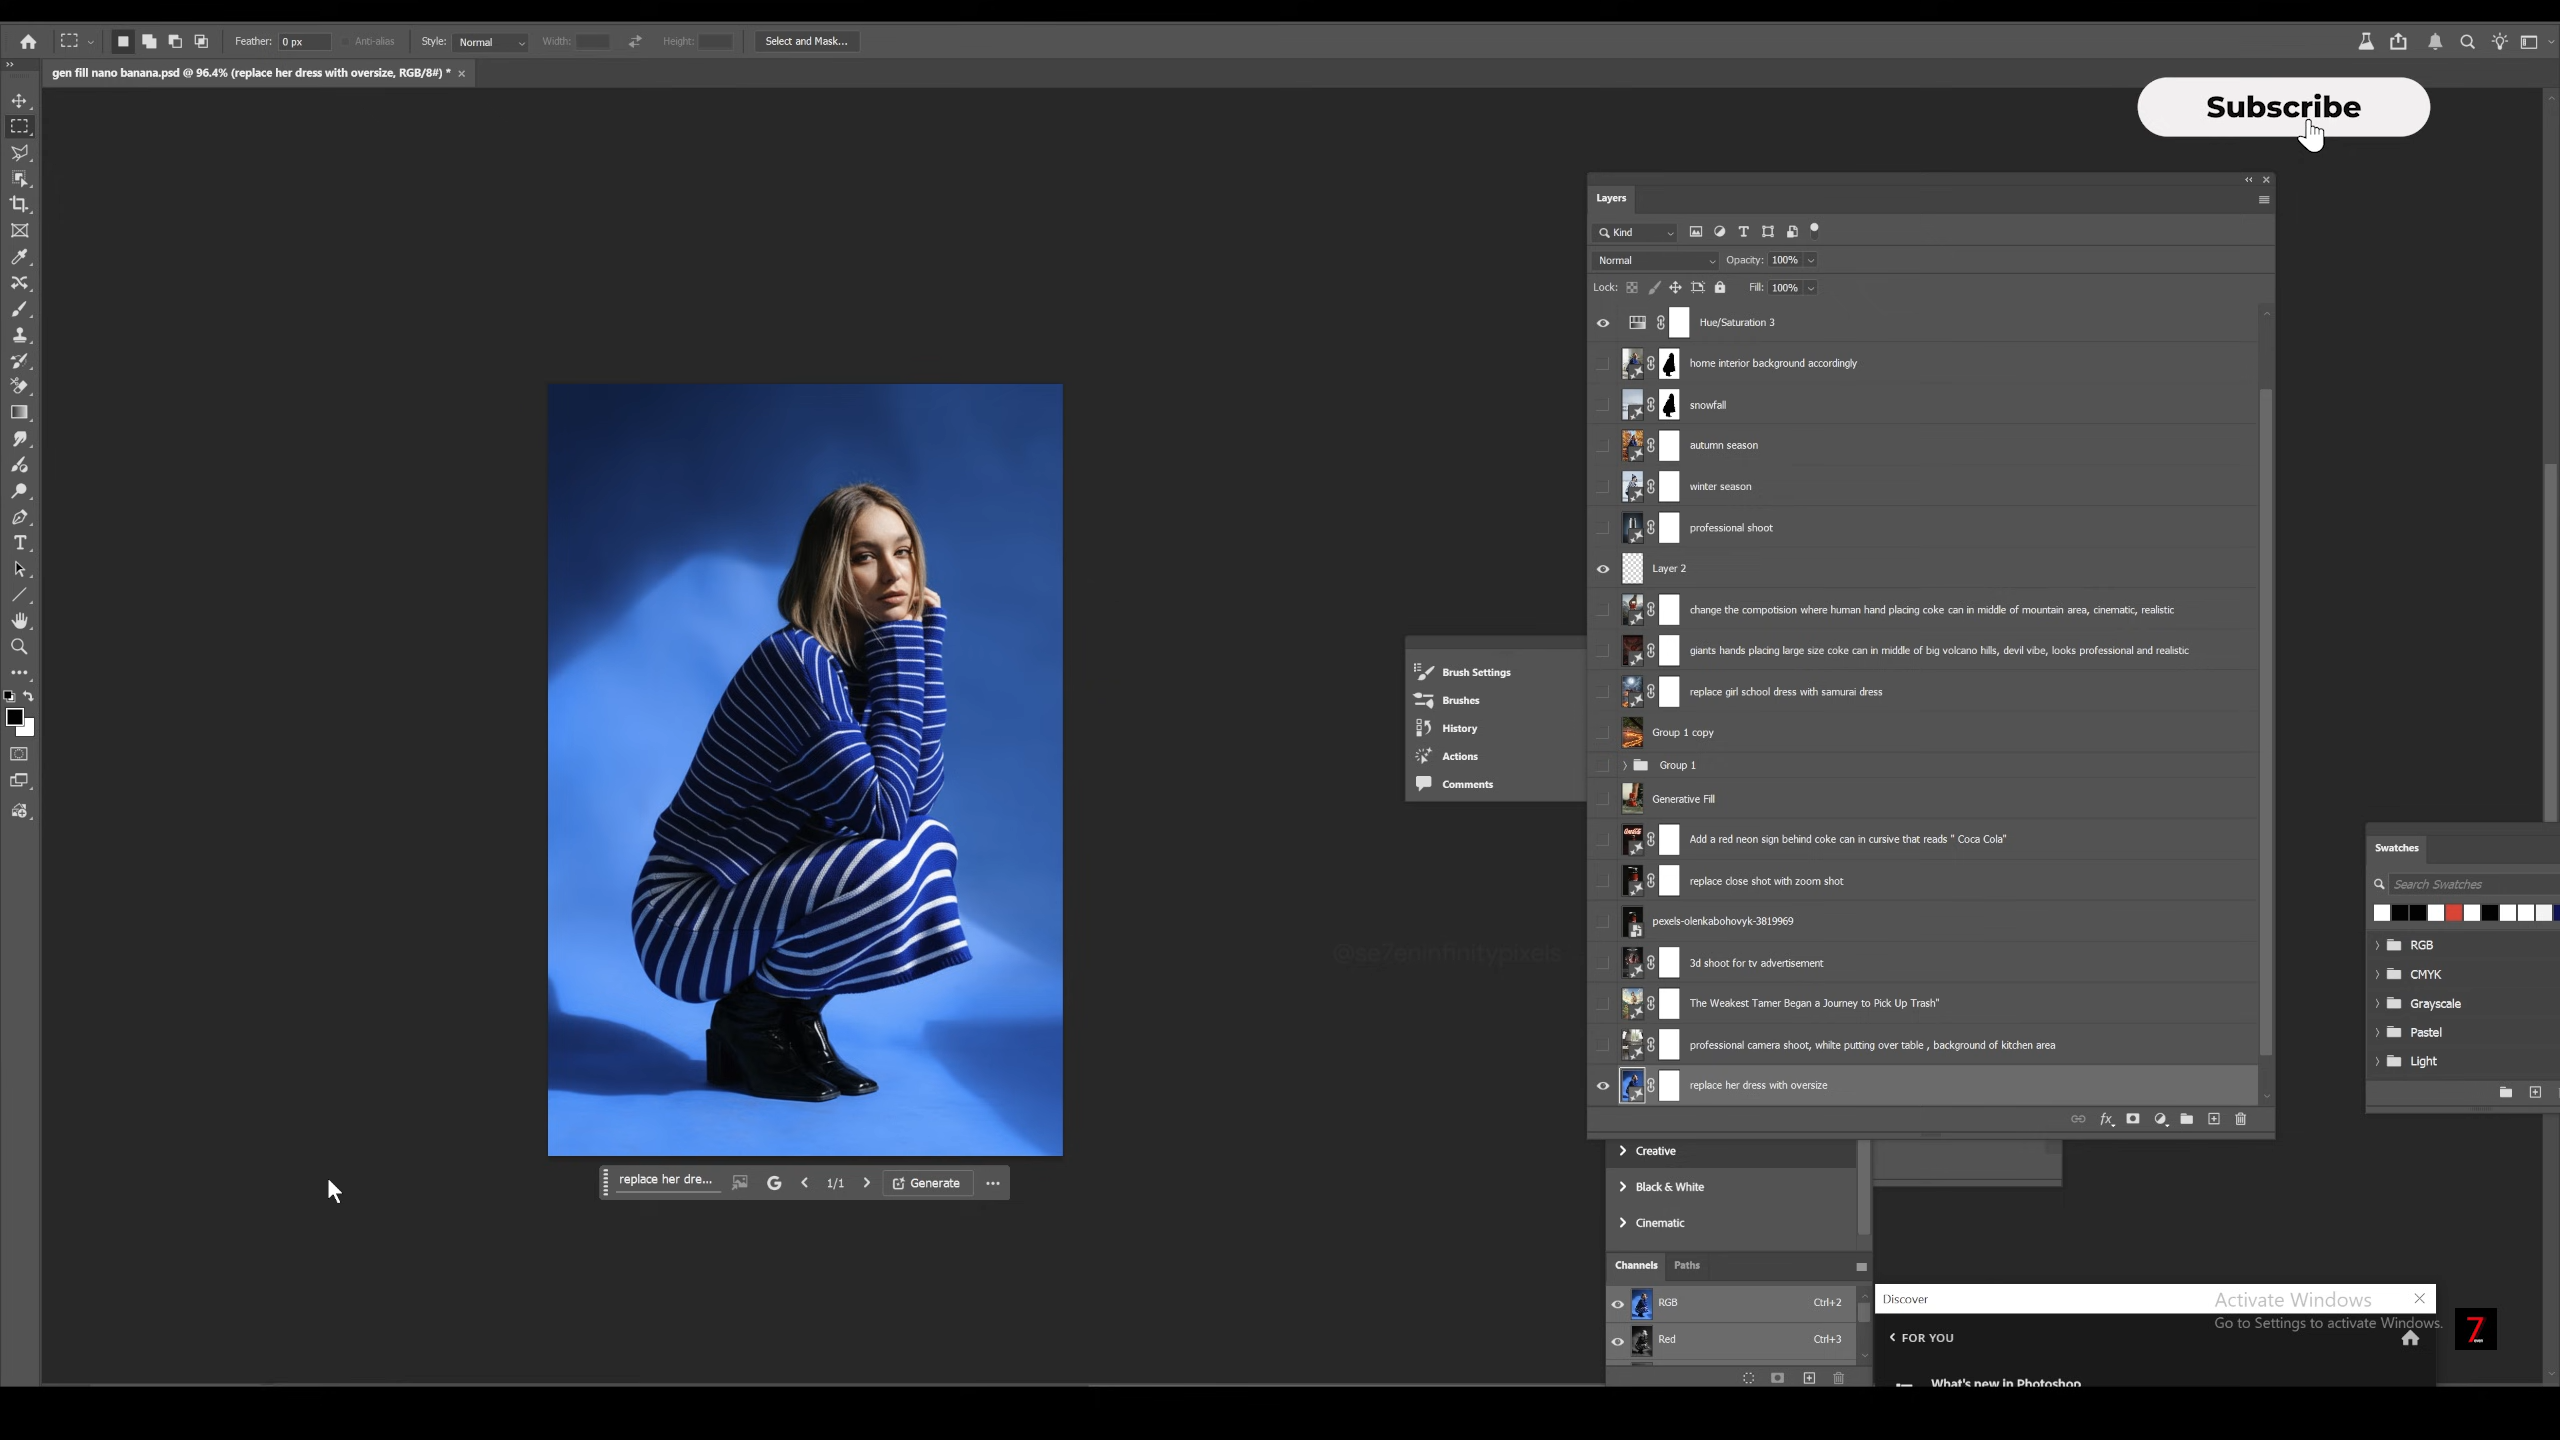 Feather: 0 px Anti-alias Style: Normal Width: Height: Select and Mask...
gen fill nano banana.psd @ 96.4% (replace her dress with oversize, RGB/8#) *
Subscribe
Layers
Kind
Normal Opacity: 100%
Lock: Fill: 100%
Hue/Saturation 3
home interior background accordingly
snowfall
autumn season
winter season
professional shoot
Layer 2
change the compotision where human hand placing coke can in middle of mountain area, cinematic, realistic
giants hands placing large size coke can in middle of big volcano hills, devil vibe, looks professional and realistic
replace girl school dress with samurai dress
Group 1 copy
Group 1
Generative Fill
Add a red neon sign behind coke can in cursive that reads " Coca Cola"
replace close shot with zoom shot
pexels-olenkabohovyk-3819969
3d shoot for tv advertisement
The Weakest Tamer Began a Journey to Pick Up Trash"
professional camera shoot, whilte putting over table , background of kitchen area
replace her dress with oversize
Brush Settings
Brushes
History
Actions
Comments
@se7eninfinitypixels
Swatches
Search Swatches
RGB
CMYK
Grayscale
Pastel
Light
replace her dre... 1/1 Generate
Creative
Black & White
Cinematic
Channels Paths
RGB Ctrl+2
Red Ctrl+3
Discover
FOR YOU
What's new in Photoshop
Activate Windows
Go to Settings to activate Windows.